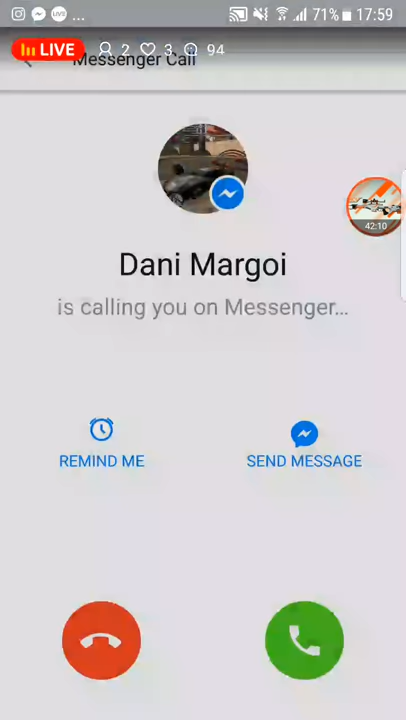 LIVE
... 71% 17:59
LIVE 2 3 94
Messenger Call
42:10
Dani Margoi
is calling you on Messenger...
REMIND ME
SEND MESSAGE